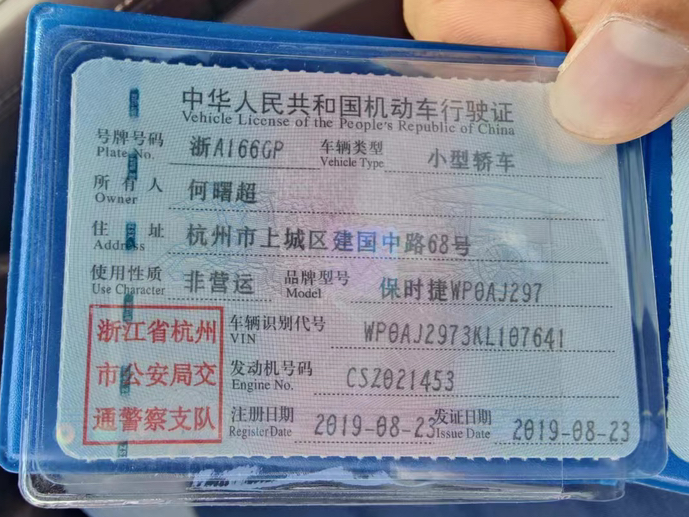 中华人民共和国机动车行驶证
Vehicle License of the People's Republic of China
号牌号码 浙A166GP 车辆类型 小型轿车
Plate No. Vehicle Type
所有人 何曙超
Owner
住址 杭州市上城区建国中路68号
Address
使用性质 非营运 品牌型号 保时捷WP0AJ297
Use Character Model
浙江省杭州
市公安局交
通警察支队
车辆识别代号 WP0AJ2973KL107641
VIN
发动机号码 CSZ021453
Engine No.
注册日期 2019-08-23 发证日期 2019-08-23
Register Date Issue Date